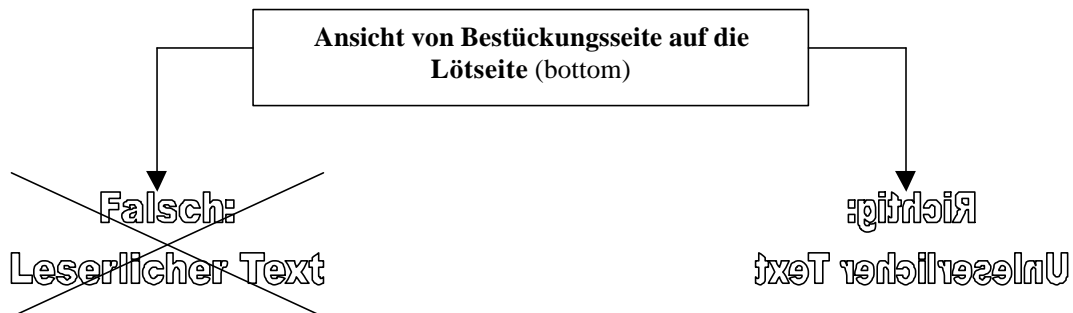 Ansicht von Bestückungsseite auf die
Lötseite (bottom)
Falsch:
Leserlicher Text
Richtig:
Unleserlicher Text